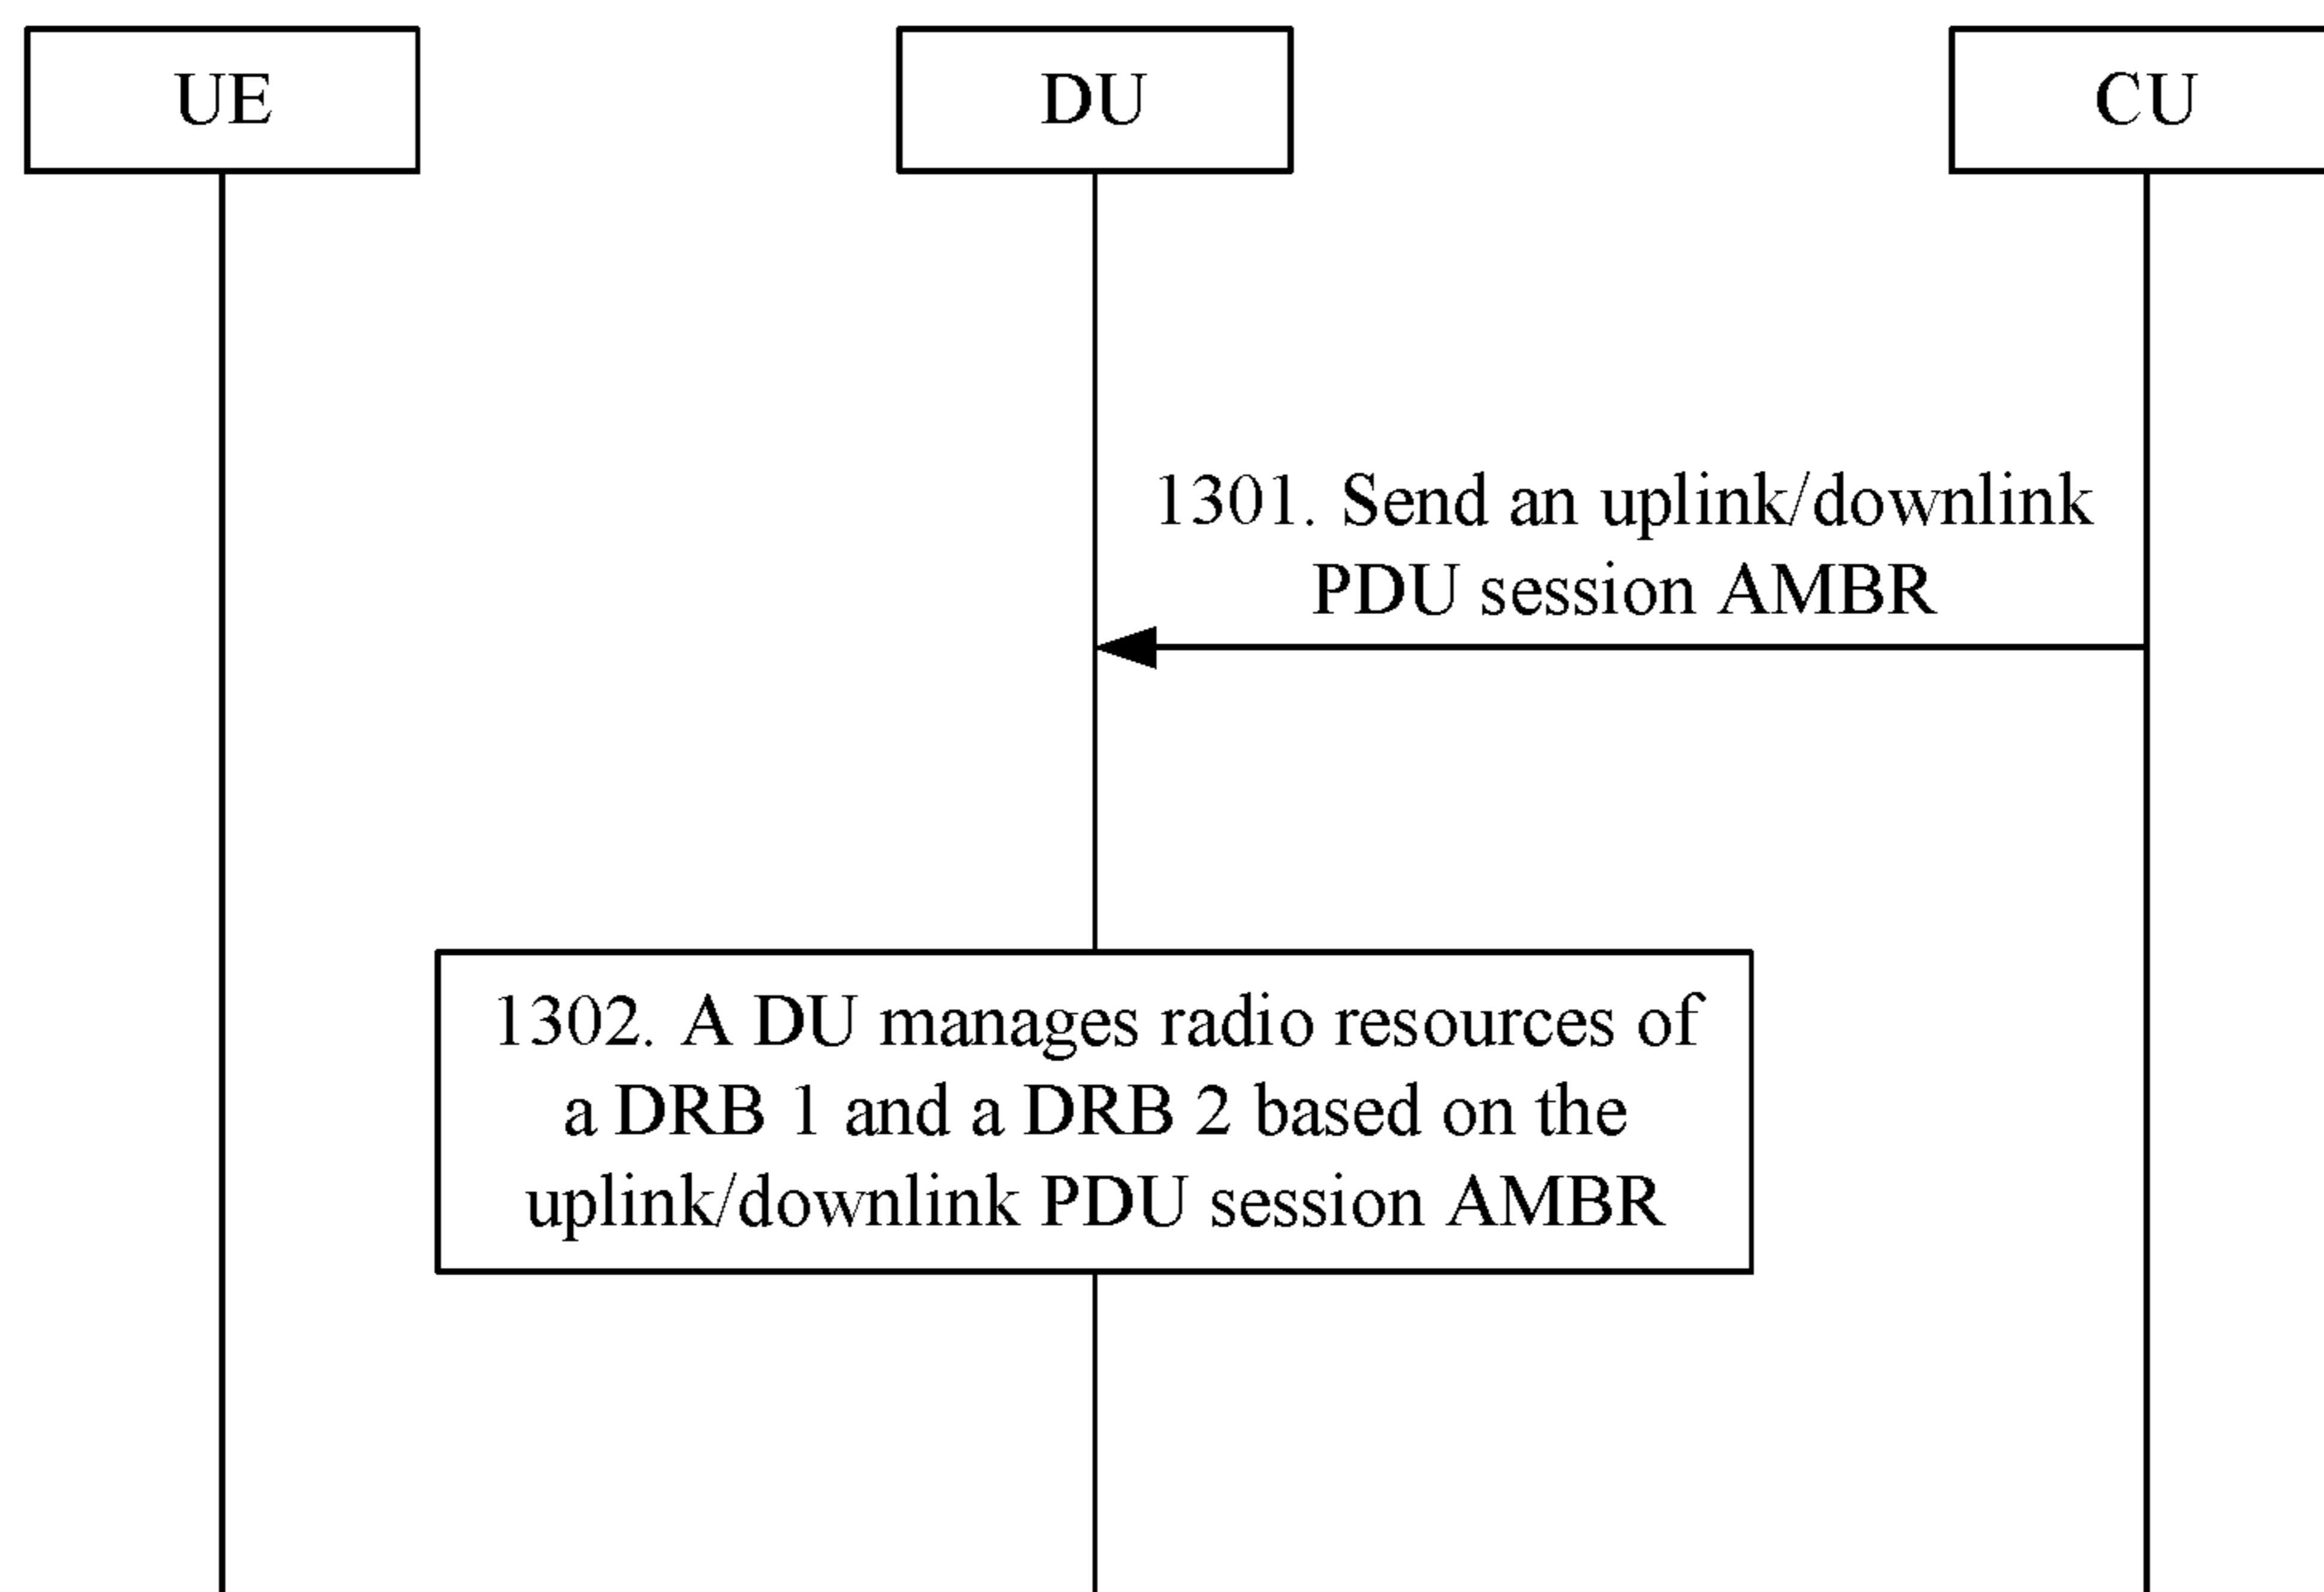 UE
DU
CU
1301. Send an uplink/downlink
PDU session AMBR
1302. A DU manages radio resources of
a DRB 1 and a DRB 2 based on the
uplink/downlink PDU session AMBR